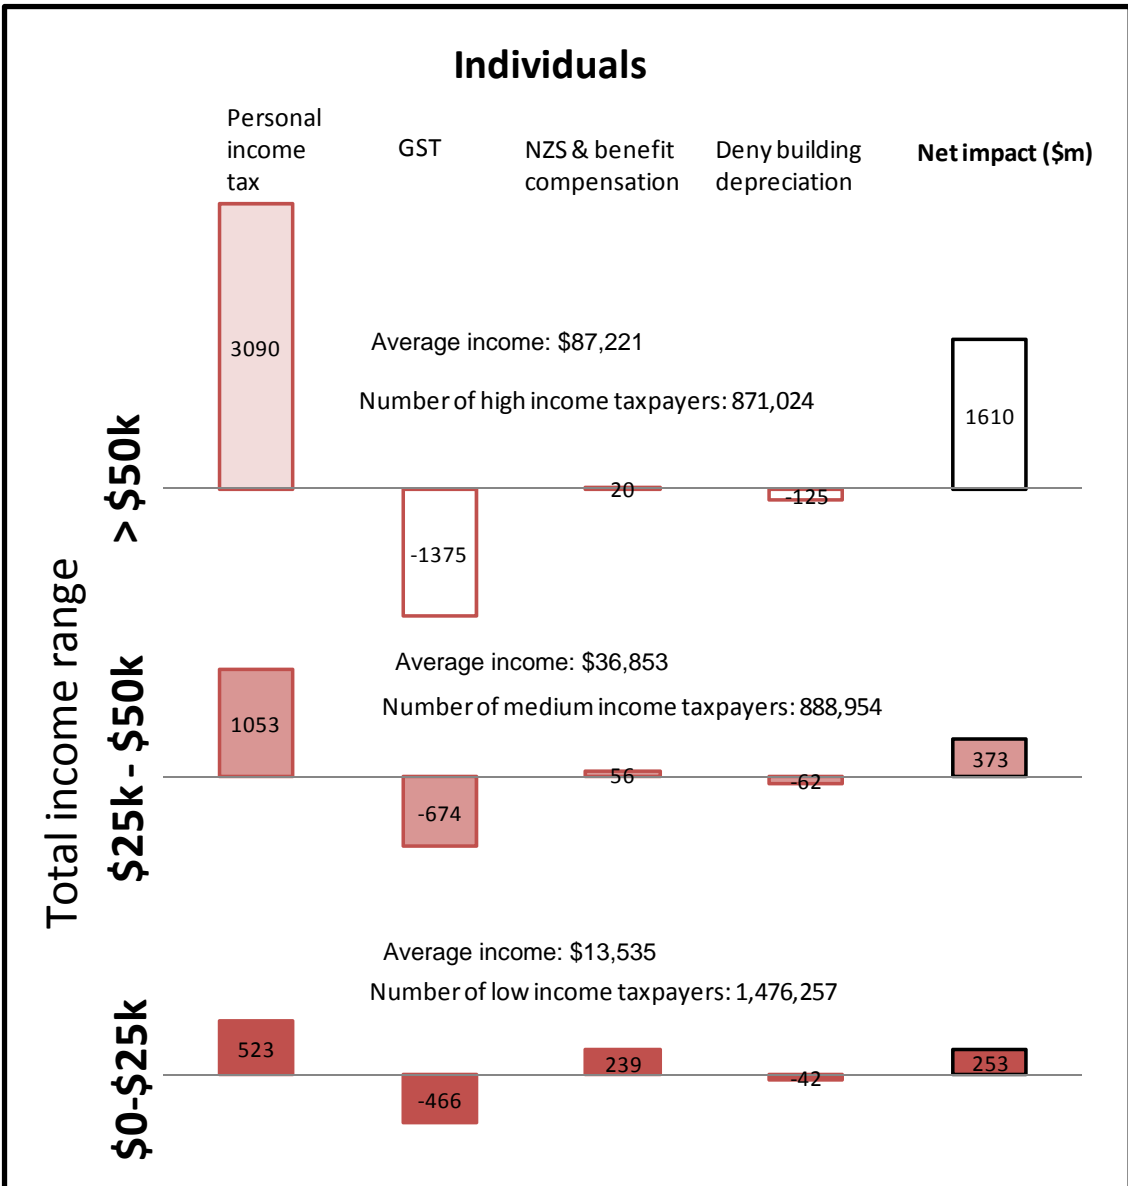 Individuals
Personal
income
tax
GST
NZS & benefit
compensation
Deny building
depreciation
Net impact ($m)
Total income range
> $50k
3090
Average income: $87,221
Number of high income taxpayers: 871,024
-1375
20
-125
1610
$25k - $50k
1053
Average income: $36,853
Number of medium income taxpayers: 888,954
-674
56
-62
373
$0-$25k
523
Average income: $13,535
Number of low income taxpayers: 1,476,257
-466
239
-42
253